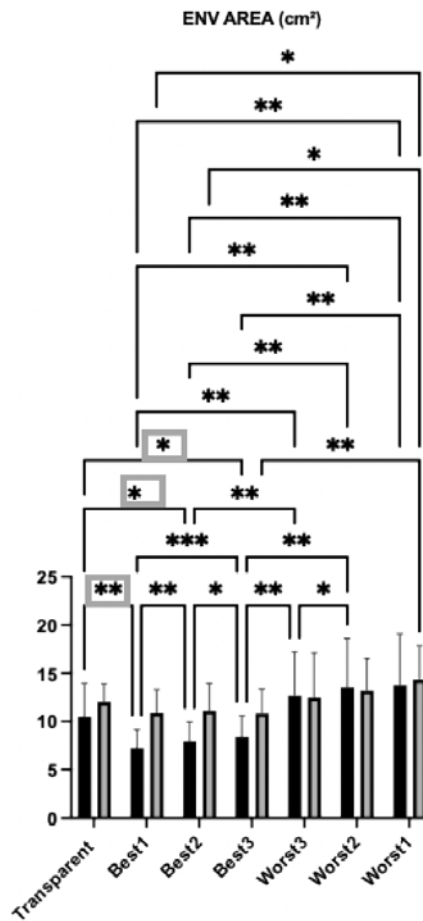 ENV AREA (cm²)
*
**
*
**
**
**
**
**
* **
* **
*** **
** ** * ** *
25
20
15
10
5
0
Transparent
Best1
Best2
Best3
Worst3
Worst2
Worst1